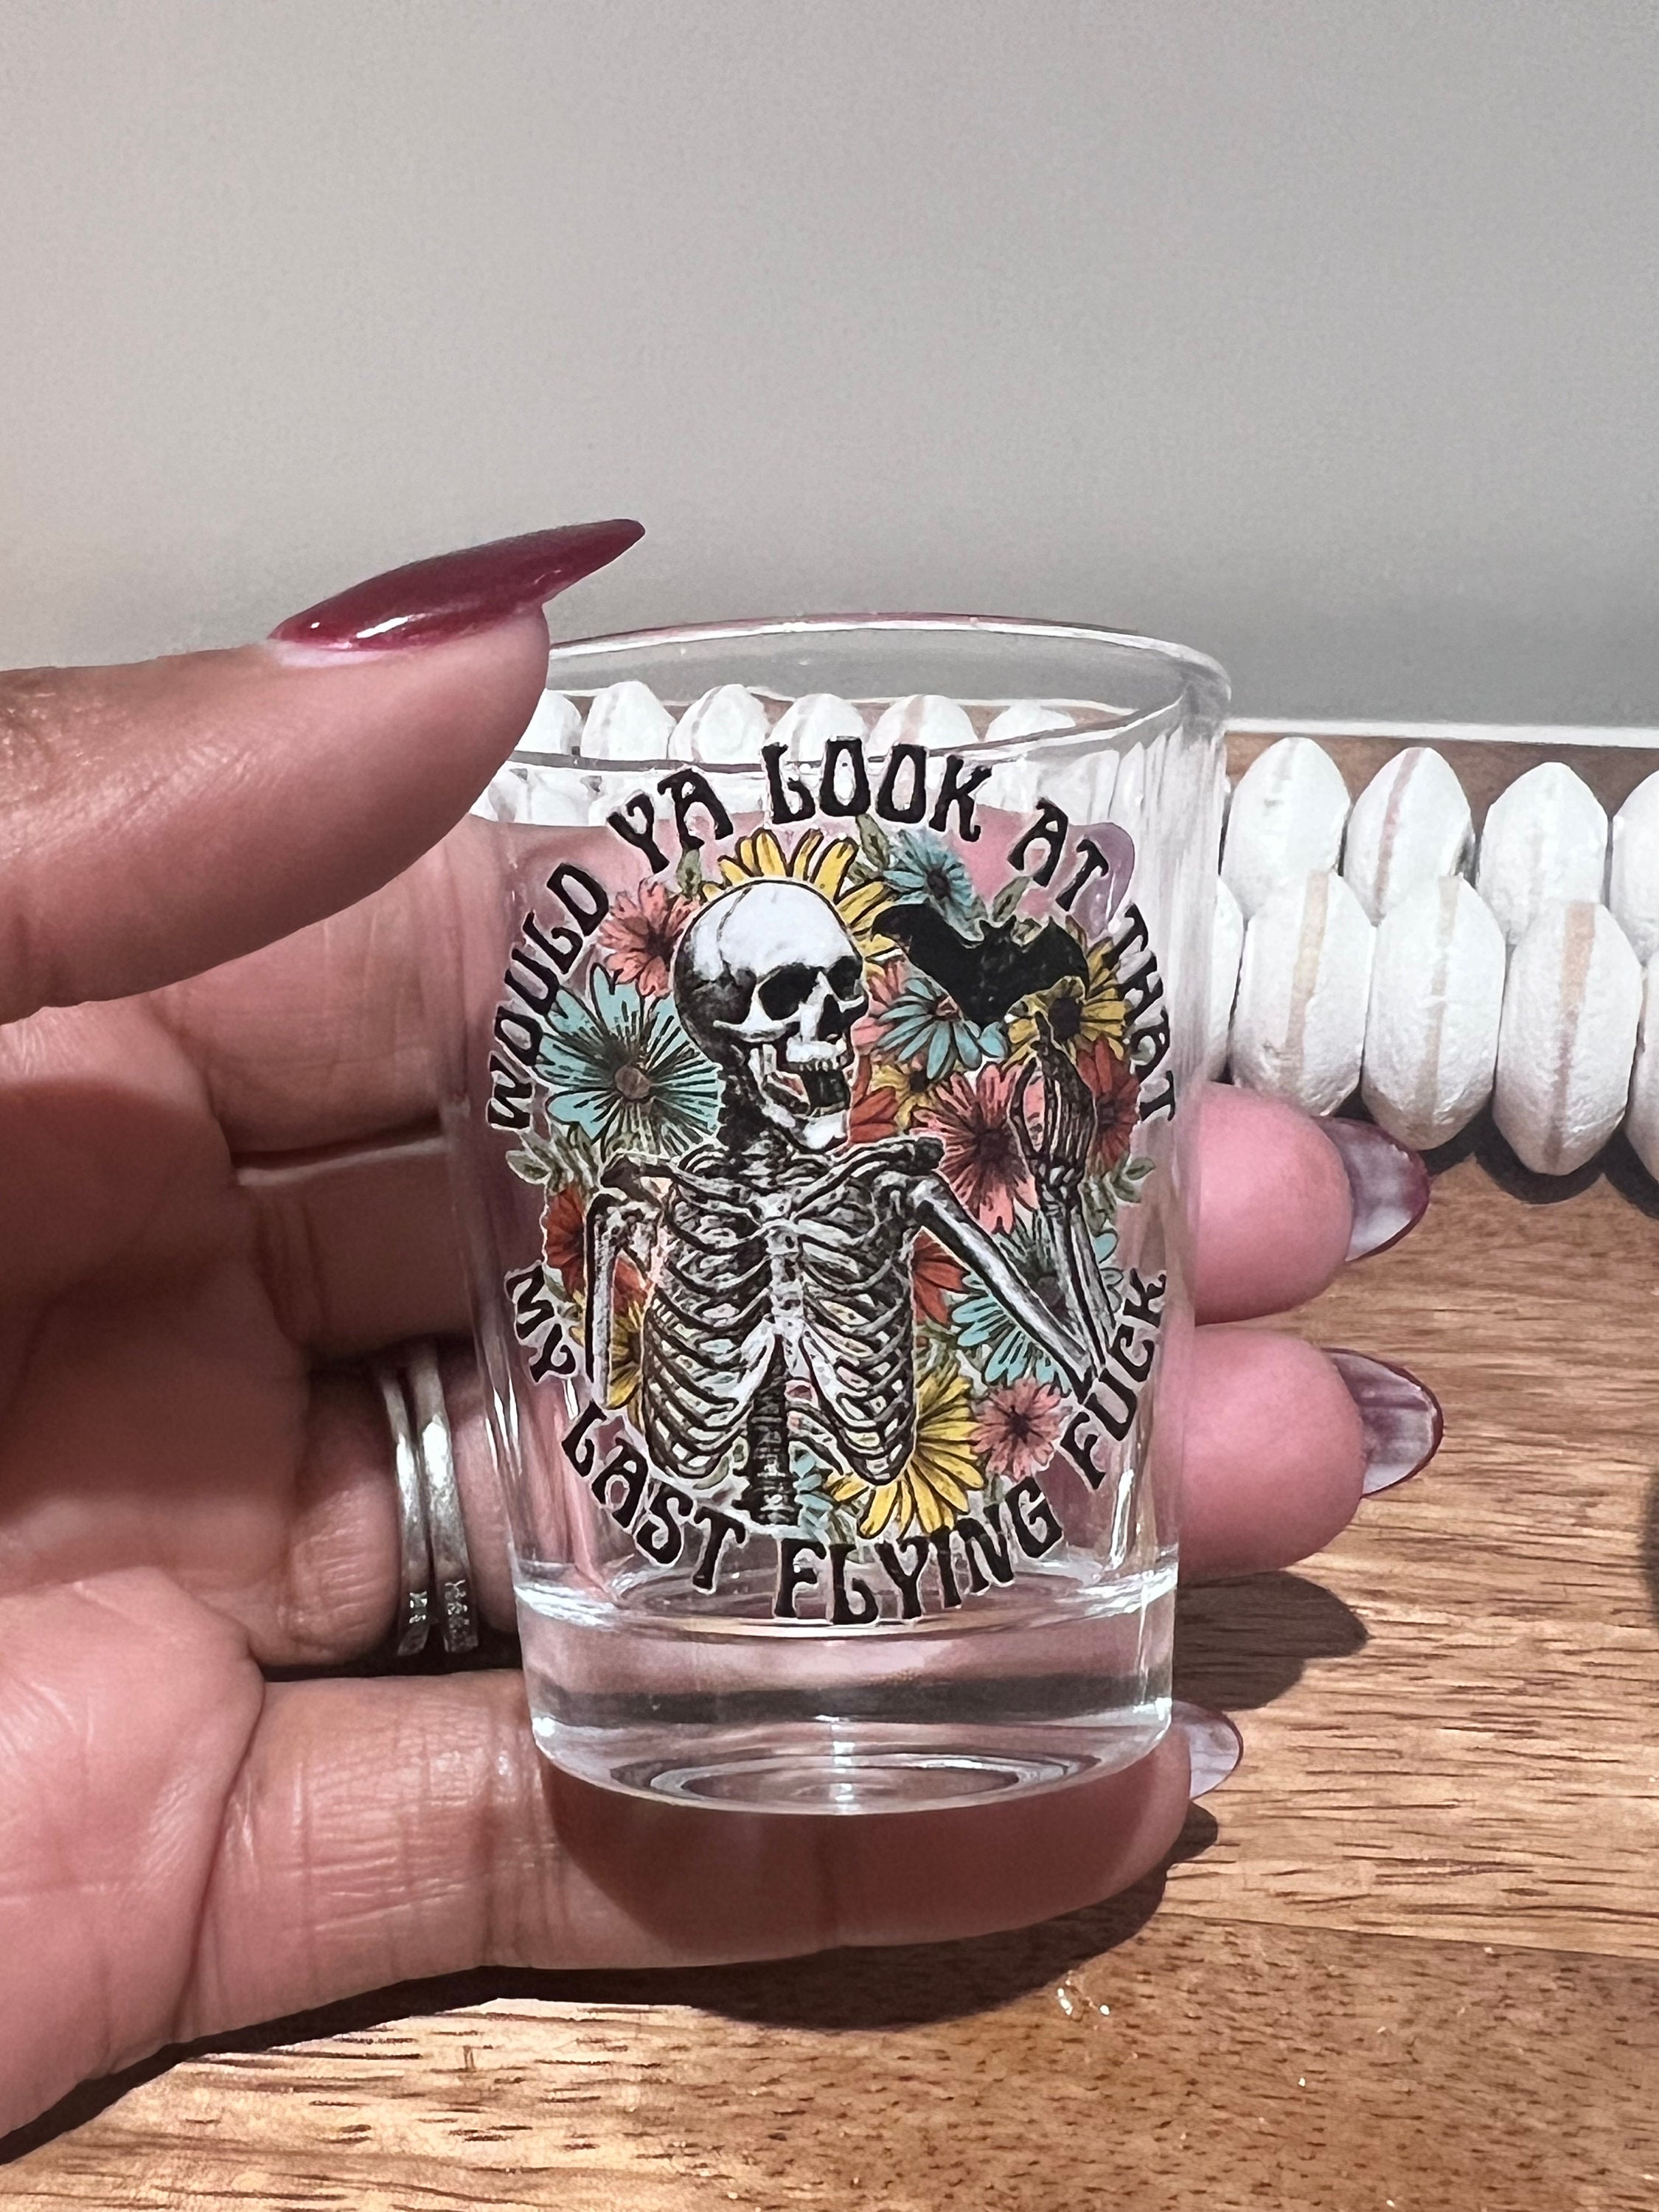 WOULD YA LOOK AT THAT
MY LAST FLYING FUCK